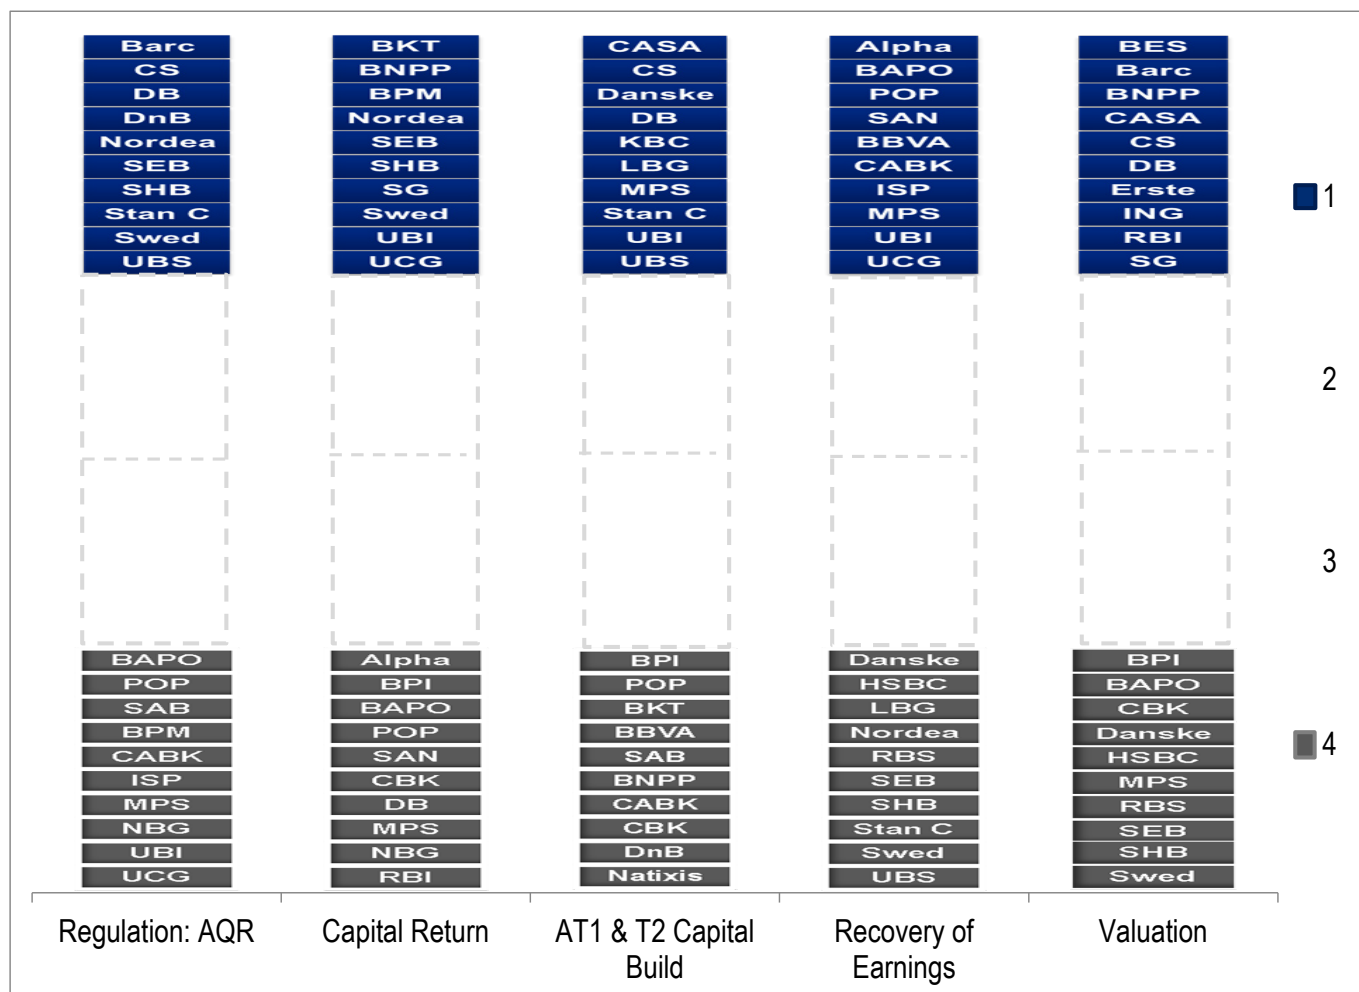 Barc
CS
DB
DnB
Nordea
SEB
SHB
Stan C
Swed
UBS
BKT
BNPP
BPM
Nordea
SEB
SHB
SG
Swed
UBI
UCG
CASA
CS
Danske
DB
KBC
LBG
MPS
Stan C
UBI
UBS
Alpha
BAPO
POP
SAN
BBVA
CABK
ISP
MPS
UBI
UCG
BES
Barc
BNPP
CASA
CS
DB
Erste
ING
RBI
SG
1
2
3
4
BAPO
POP
SAB
BPM
CABK
ISP
MPS
NBG
UBI
UCG
Alpha
BPI
BAPO
POP
SAN
CBK
DB
MPS
NBG
RBI
BPI
POP
BKT
BBVA
SAB
BNPP
CABK
CBK
DnB
Natixis
Danske
HSBC
LBG
Nordea
RBS
SEB
SHB
Stan C
Swed
UBS
BPI
BAPO
CBK
Danske
HSBC
MPS
RBS
SEB
SHB
Swed
Regulation: AQR
Capital Return
AT1 & T2 Capital
Build
Recovery of
Earnings
Valuation